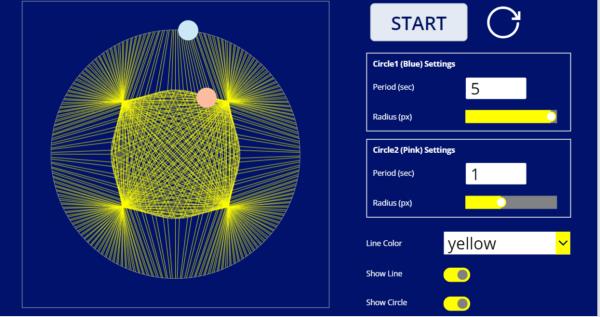 START
Circle1 (Blue) Settings
Period (sec) 5
Radius (px)
Circle2 (Pink) Settings
Period (sec) 1
Radius (px)
Line Color yellow
Show Line
Show Circle